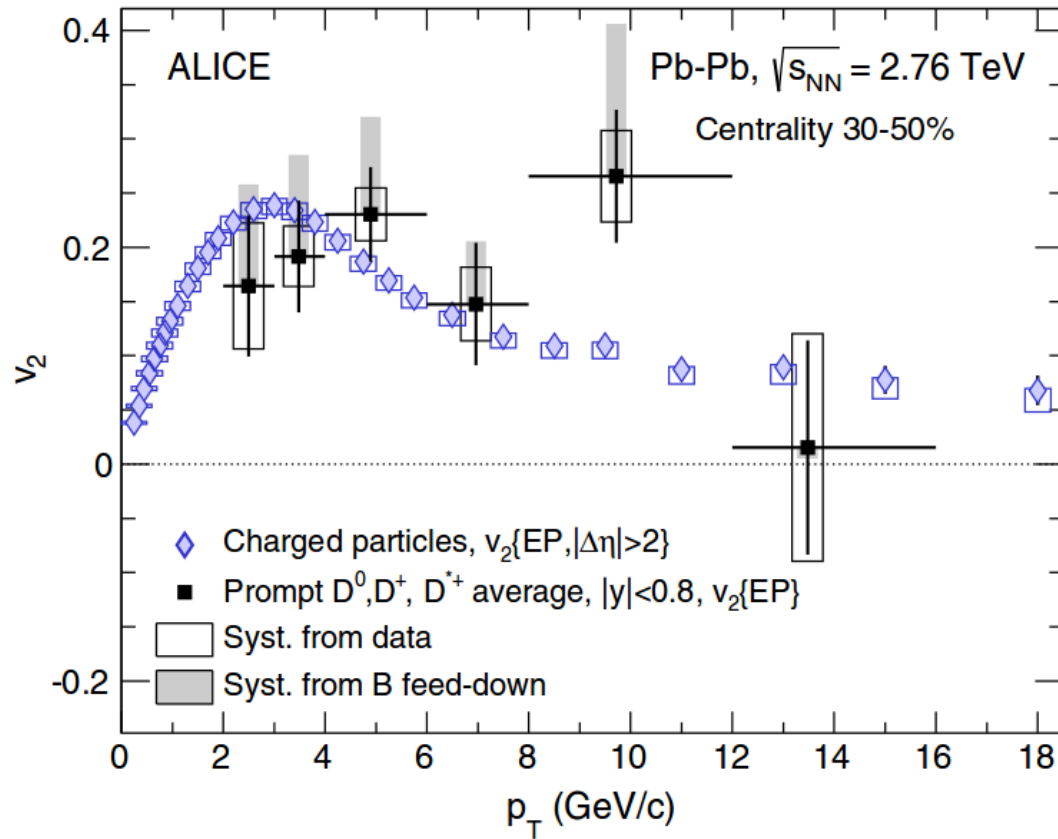 0.4
ALICE
Pb-Pb, √s_NN = 2.76 TeV
Centrality 30-50%
0.2
v_2
0
Charged particles, v_2{EP,|Δη|>2}
Prompt D^0,D^+, D^*+ average, |y|<0.8, v_2{EP}
Syst. from data
-0.2
Syst. from B feed-down
0 2 4 6 8 10 12 14 16 18
p_T (GeV/c)